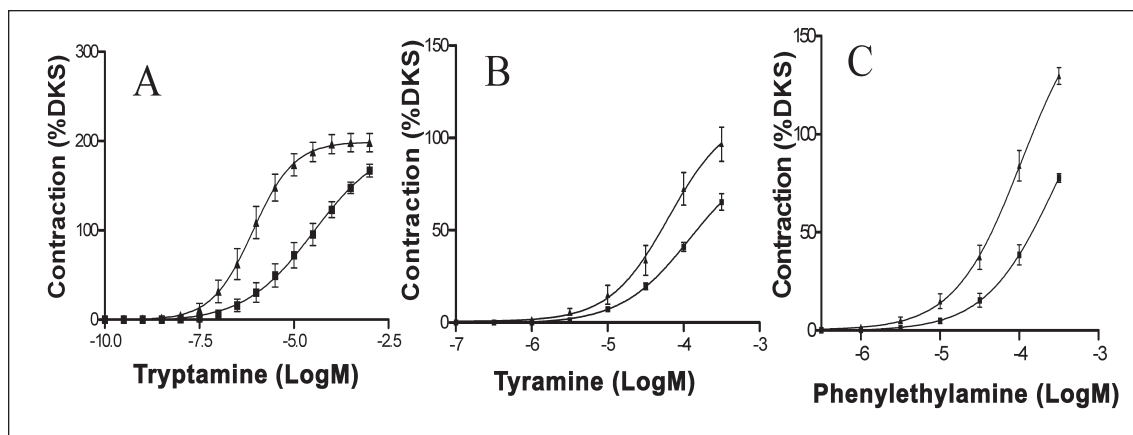 A
Contraction (%DKS)
300
200
100
0
-10.0 -7.5 -5.0 -2.5
Tryptamine (LogM)
B
Contraction (%DKS)
150
100
50
0
-7 -6 -5 -4 -3
Tyramine (LogM)
C
Contraction (%DKS)
150
100
50
0
-6 -5 -4 -3
Phenylethylamine (LogM)